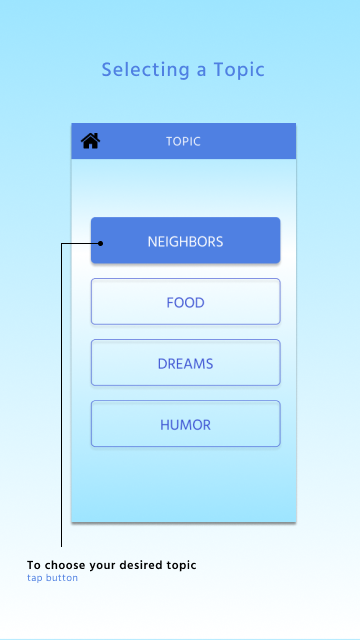 Selecting a Topic
TOPIC
NEIGHBORS
FOOD
DREAMS
HUMOR
To choose your desired topic
tap button